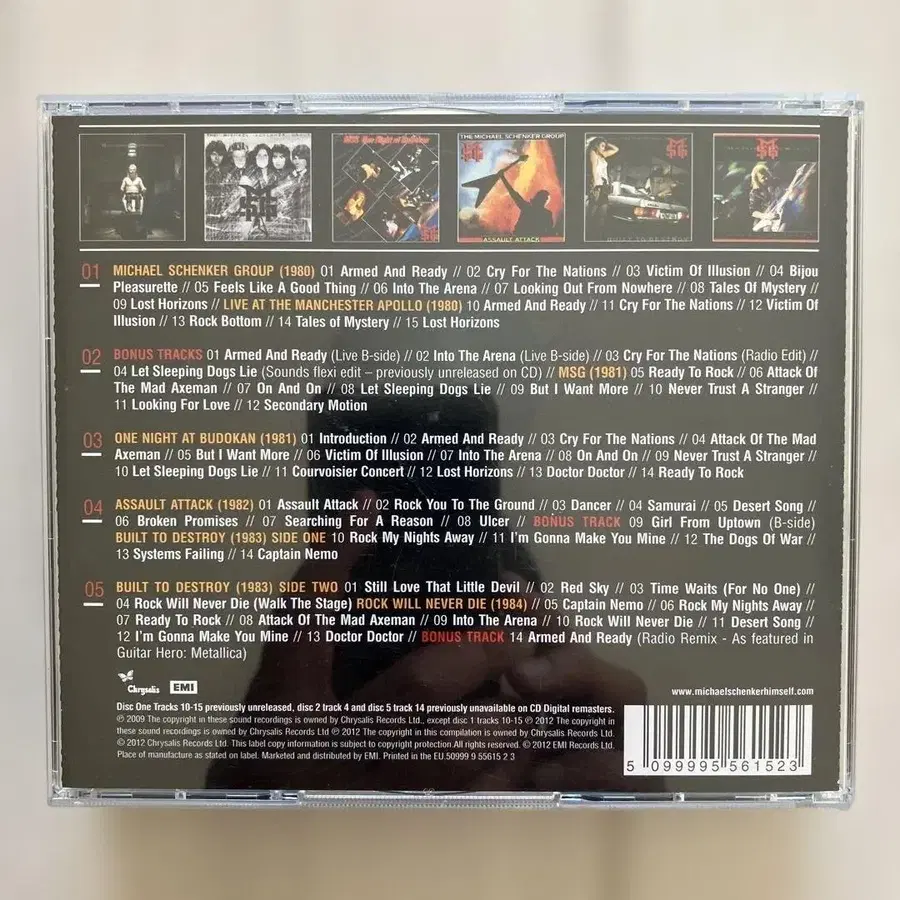 THE MICHAEL SCHENKER GROUP
MSG One Night at Budokan
ASSAULT ATTACK
BUILT TO DESTROY
01 MICHAEL SCHENKER GROUP (1980) 01 Armed And Ready // 02 Cry For The Nations // 03 Victim Of Illusion // 04 Bijou
Pleasurette // 05 Feels Like A Good Thing // 06 Into The Arena // 07 Looking Out From Nowhere // 08 Tales Of Mystery //
09 Lost Horizons // LIVE AT THE MANCHESTER APOLLO (1980) 10 Armed And Ready // 11 Cry For The Nations // 12 Victim Of
Illusion // 13 Rock Bottom // 14 Tales of Mystery // 15 Lost Horizons
02 BONUS TRACKS 01 Armed And Ready (Live B-side) // 02 Into The Arena (Live B-side) // 03 Cry For The Nations (Radio Edit) //
04 Let Sleeping Dogs Lie (Sounds flexi edit – previously unreleased on CD) // MSG (1981) 05 Ready To Rock // 06 Attack Of
The Mad Axeman // 07 On And On // 08 Let Sleeping Dogs Lie // 09 But I Want More // 10 Never Trust A Stranger //
11 Looking For Love // 12 Secondary Motion
03 ONE NIGHT AT BUDOKAN (1981) 01 Introduction // 02 Armed And Ready // 03 Cry For The Nations // 04 Attack Of The Mad
Axeman // 05 But I Want More // 06 Victim Of Illusion // 07 Into The Arena // 08 On And On // 09 Never Trust A Stranger //
10 Let Sleeping Dogs Lie // 11 Courvoisier Concert // 12 Lost Horizons // 13 Doctor Doctor // 14 Ready To Rock
04 ASSAULT ATTACK (1982) 01 Assault Attack // 02 Rock You To The Ground // 03 Dancer // 04 Samurai // 05 Desert Song //
06 Broken Promises // 07 Searching For A Reason // 08 Ulcer // BONUS TRACK 09 Girl From Uptown (B-side)
BUILT TO DESTROY (1983) SIDE ONE 10 Rock My Nights Away // 11 I'm Gonna Make You Mine // 12 The Dogs Of War //
13 Systems Failing // 14 Captain Nemo
05 BUILT TO DESTROY (1983) SIDE TWO 01 Still Love That Little Devil // 02 Red Sky // 03 Time Waits (For No One) //
04 Rock Will Never Die (Walk The Stage) ROCK WILL NEVER DIE (1984) // 05 Captain Nemo // 06 Rock My Nights Away //
07 Ready To Rock // 08 Attack Of The Mad Axeman // 09 Into The Arena // 10 Rock Will Never Die // 11 Desert Song //
12 I'm Gonna Make You Mine // 13 Doctor Doctor // BONUS TRACK 14 Armed And Ready (Radio Remix - As featured in
Guitar Hero: Metallica)
Chrysalis EMI
www.michaelschenkerhimself.com
Disc One Tracks 10-15 previously unreleased, disc 2 track 4 and disc 5 track 14 previously unavailable on CD Digital remasters.
℗ 2009 The copyright in these sound recordings is owned by Chrysalis Records Ltd., except disc 1 tracks 10-15 ℗ 2012 The copyright in
these sound recordings is owned by Chrysalis Records Ltd ℗ 2012 The copyright in this compilation is owned by Chrysalis Records Ltd.
© 2012 Chrysalis Records Ltd. This label copy information is subject to copyright protection All rights reserved. © 2012 EMI Records Ltd.
Place of manufacture as stated on label. Marketed and distributed by EMI. Printed in the EU.50999 9 55615 2 3
5 099995 561523